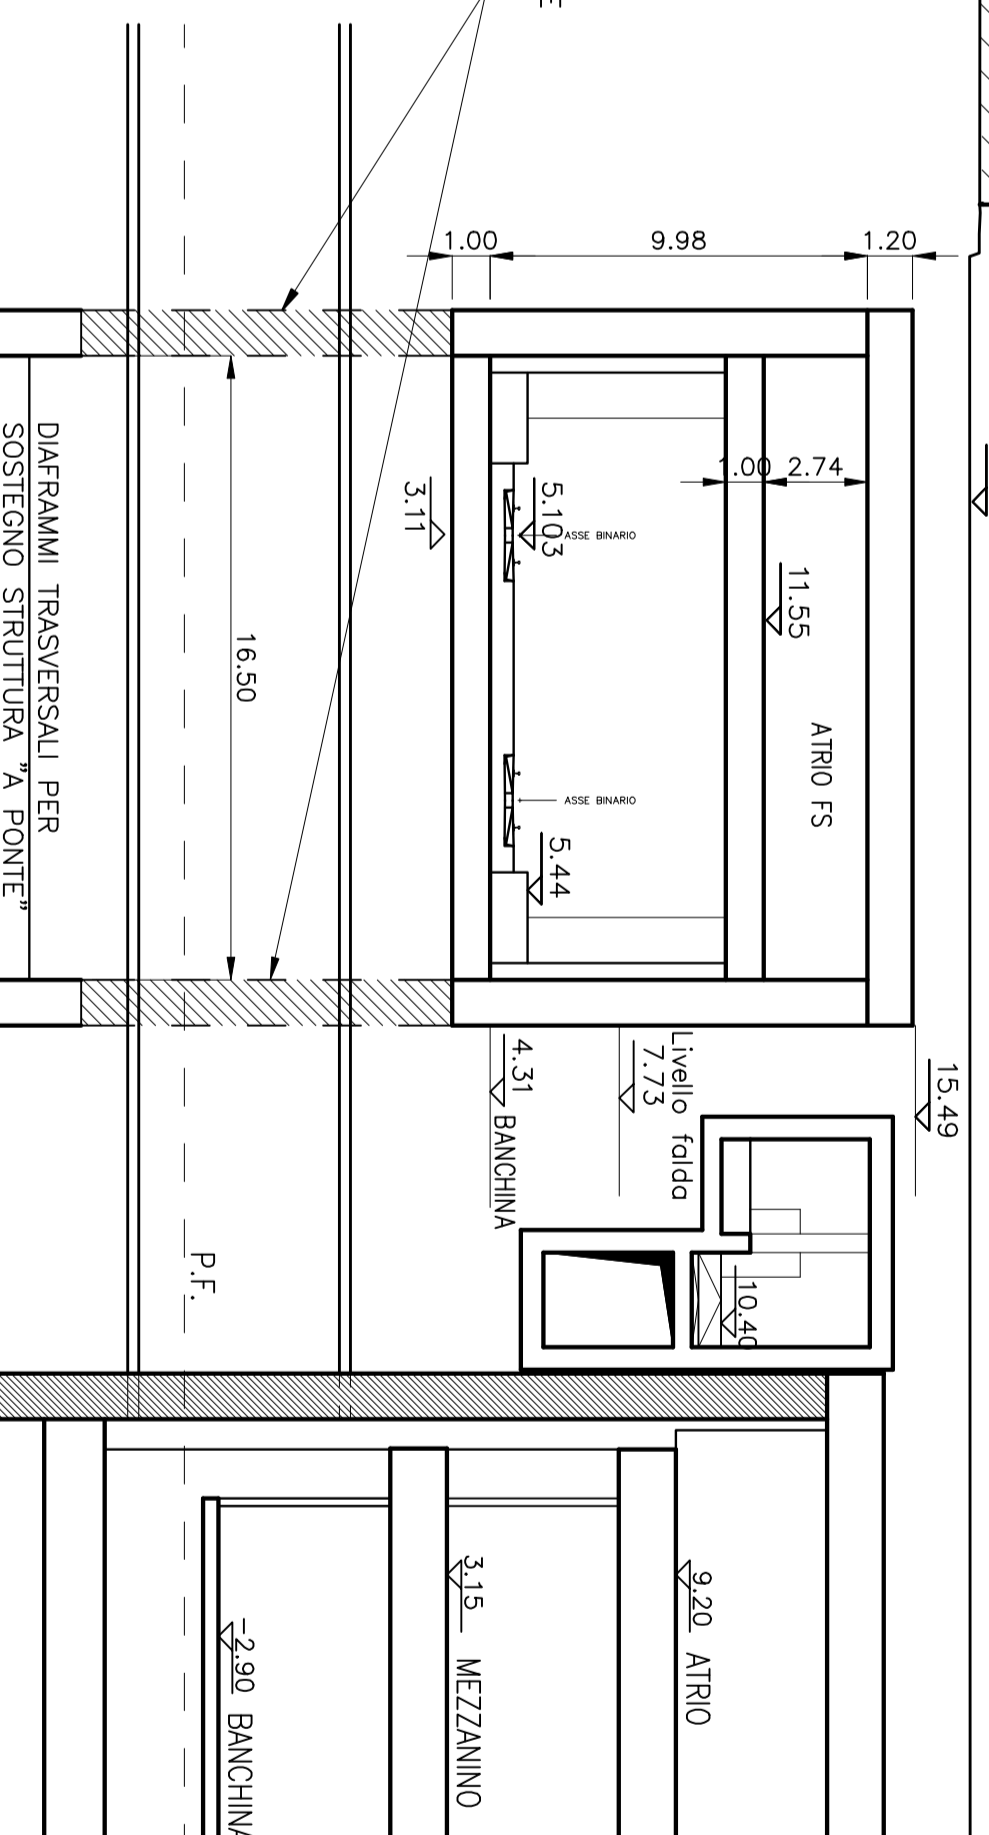 1.00
9.98
1.20
1.00
2.74
15.49
11.55
ATRIO FS
5.103
ASSE BINARIO
ASSE BINARIO
5.44
3.11
Livello falda
7.73
4.31 BANCHINA
10.40
16.50
P.F.
DIAFRAMMI TRASVERSALI PER
SOSTEGNO STRUTTURA "A PONTE"
9.20 ATRIO
3.15 MEZZANINO
-2.90 BANCHINA